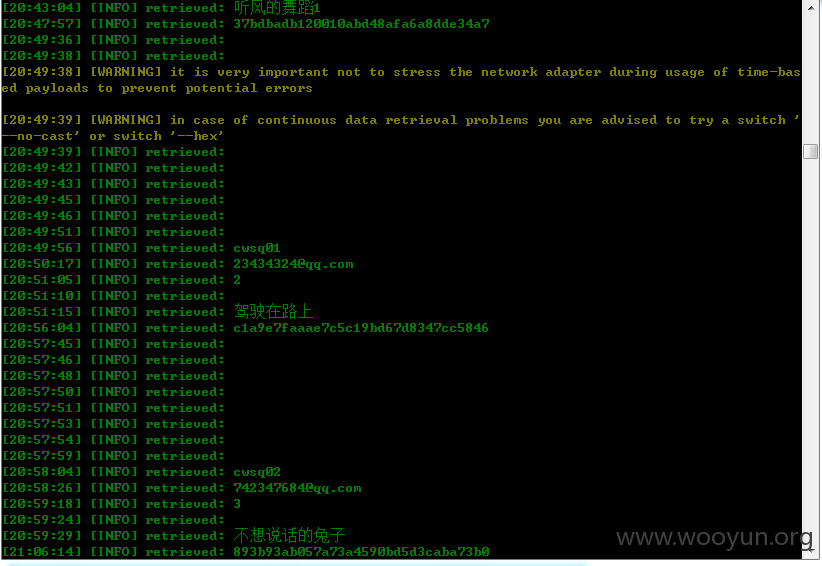 [20:43:04] [INFO] retrieved: 听风的舞蹈1
[20:47:57] [INFO] retrieved: 37bdbadb120010abd48afa6a8dde34a7
[20:49:36] [INFO] retrieved:
[20:49:38] [INFO] retrieved:
[20:49:38] [WARNING] it is very important not to stress the network adapter during usage of time-bas
ed payloads to prevent potential errors
[20:49:39] [WARNING] in case of continuous data retrieval problems you are advised to try a switch '
--no-cast' or switch '--hex'
[20:49:39] [INFO] retrieved:
[20:49:42] [INFO] retrieved:
[20:49:43] [INFO] retrieved:
[20:49:45] [INFO] retrieved:
[20:49:46] [INFO] retrieved:
[20:49:51] [INFO] retrieved:
[20:49:56] [INFO] retrieved: cwsq01
[20:50:17] [INFO] retrieved: 23434324@qq.com
[20:51:05] [INFO] retrieved: 2
[20:51:10] [INFO] retrieved:
[20:51:15] [INFO] retrieved: 驾驶在路上
[20:56:04] [INFO] retrieved: c1a9e7faaae7c5c19bd67d8347cc5846
[20:57:45] [INFO] retrieved:
[20:57:46] [INFO] retrieved:
[20:57:48] [INFO] retrieved:
[20:57:50] [INFO] retrieved:
[20:57:51] [INFO] retrieved:
[20:57:53] [INFO] retrieved:
[20:57:54] [INFO] retrieved:
[20:57:59] [INFO] retrieved:
[20:58:04] [INFO] retrieved: cwsq02
[20:58:26] [INFO] retrieved: 742347684@qq.com
[20:59:18] [INFO] retrieved: 3
[20:59:24] [INFO] retrieved:
[20:59:29] [INFO] retrieved: 不想说话的兔子
[21:06:14] [INFO] retrieved: 893b93ab057a73a4590bd5d3caba73b0
www.wooyun.org